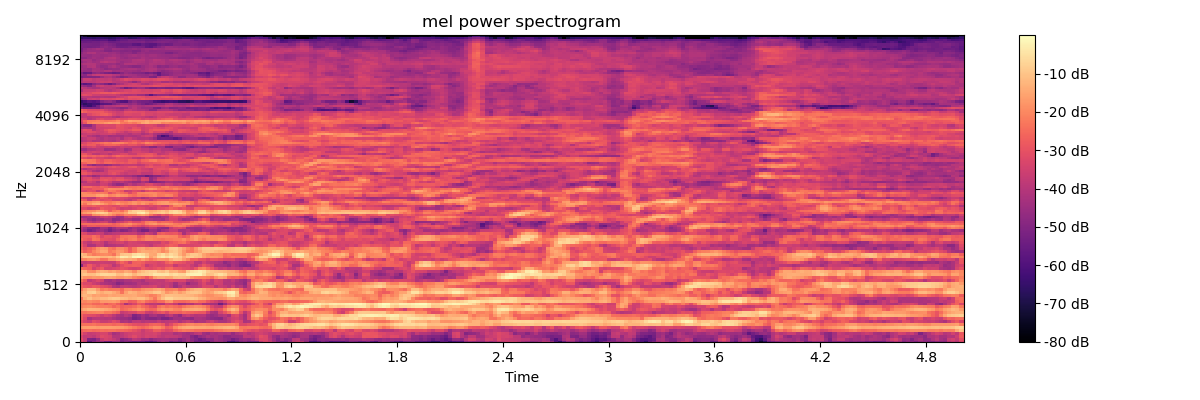 mel power spectrogram
8192
4096
2048
1024
512
0
Hz
0 0.6 1.2 1.8 2.4 3 3.6 4.2 4.8
Time
-10 dB
-20 dB
-30 dB
-40 dB
-50 dB
-60 dB
-70 dB
-80 dB